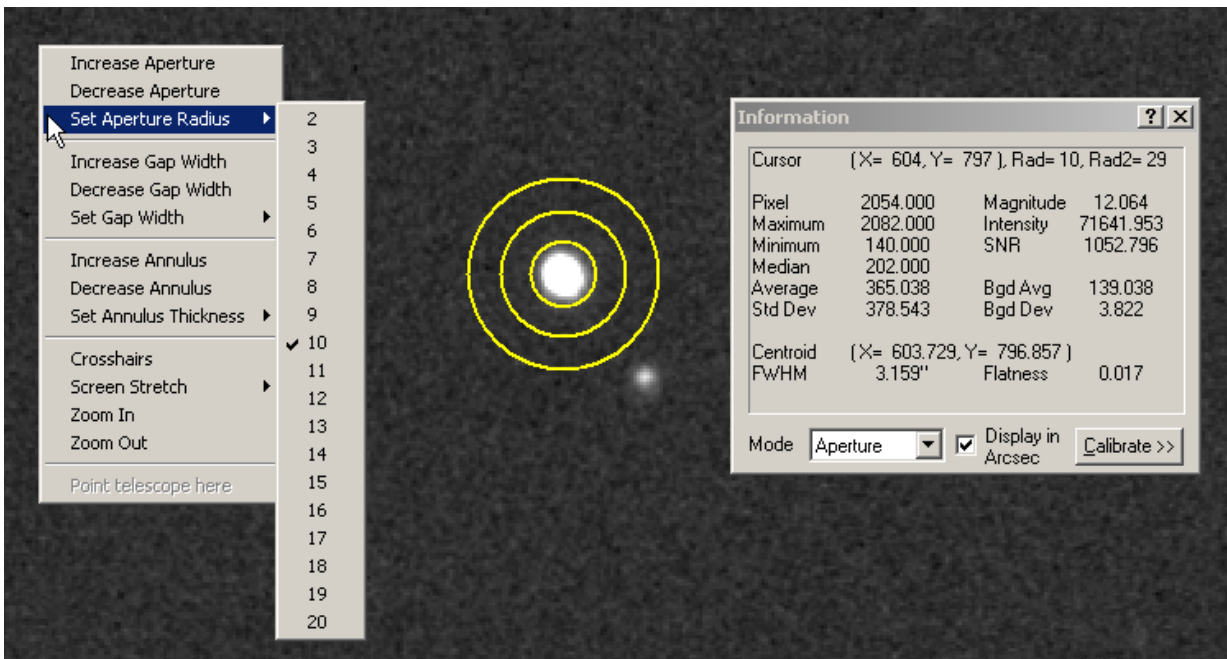 Increase Aperture
Decrease Aperture
Set Aperture Radius
Increase Gap Width
Decrease Gap Width
Set Gap Width
Increase Annulus
Decrease Annulus
Set Annulus Thickness
Crosshairs
Screen Stretch
Zoom In
Zoom Out
Point telescope here
2
3
4
5
6
7
8
9
10
11
12
13
14
15
16
17
18
19
20
Information
Cursor ( X= 604, Y= 797 ), Rad= 10, Rad2= 29
Pixel 2054.000 Magnitude 12.064
Maximum 2082.000 Intensity 71641.953
Minimum 140.000 SNR 1052.796
Median 202.000
Average 365.038 Bgd Avg 139.038
Std Dev 378.543 Bgd Dev 3.822
Centroid ( X= 603.729, Y= 796.857 )
FWHM 3.159'' Flatness 0.017
Mode Aperture Display in Arcsec Calibrate >>